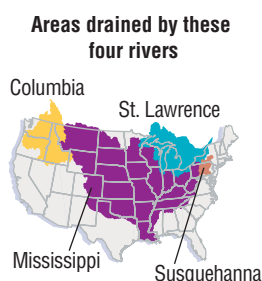 Areas drained by these
four rivers
Columbia
St. Lawrence
Mississippi
Susquehanna